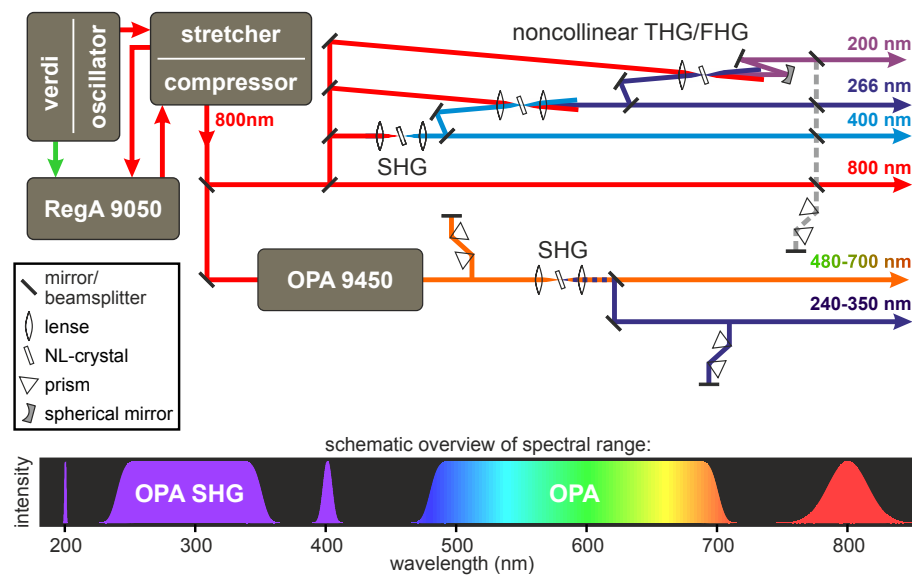 verdi
oscillator
stretcher
compressor
800nm
RegA 9050
noncollinear THG/FHG
200 nm
266 nm
400 nm
SHG
800 nm
OPA 9450
SHG
480-700 nm
240-350 nm
mirror/
beamsplitter
lense
NL-crystal
prism
spherical mirror
schematic overview of spectral range:
intensity
OPA SHG
OPA
200 300 400 500 600 700 800
wavelength (nm)